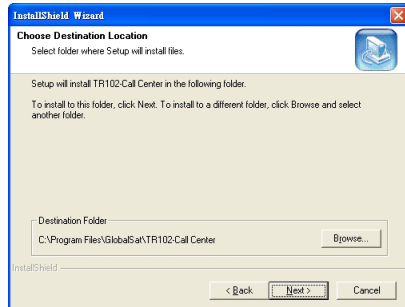 InstallShield Wizard
Choose Destination Location
Select folder where Setup will install files.
Setup will install TR102-Call Center in the following folder.
To install to this folder, click Next. To install to a different folder, click Browse and select
another folder.
Destination Folder
C:\Program Files\GlobalSat\TR102-Call Center
Browse...
InstallShield
< Back
Next >
Cancel